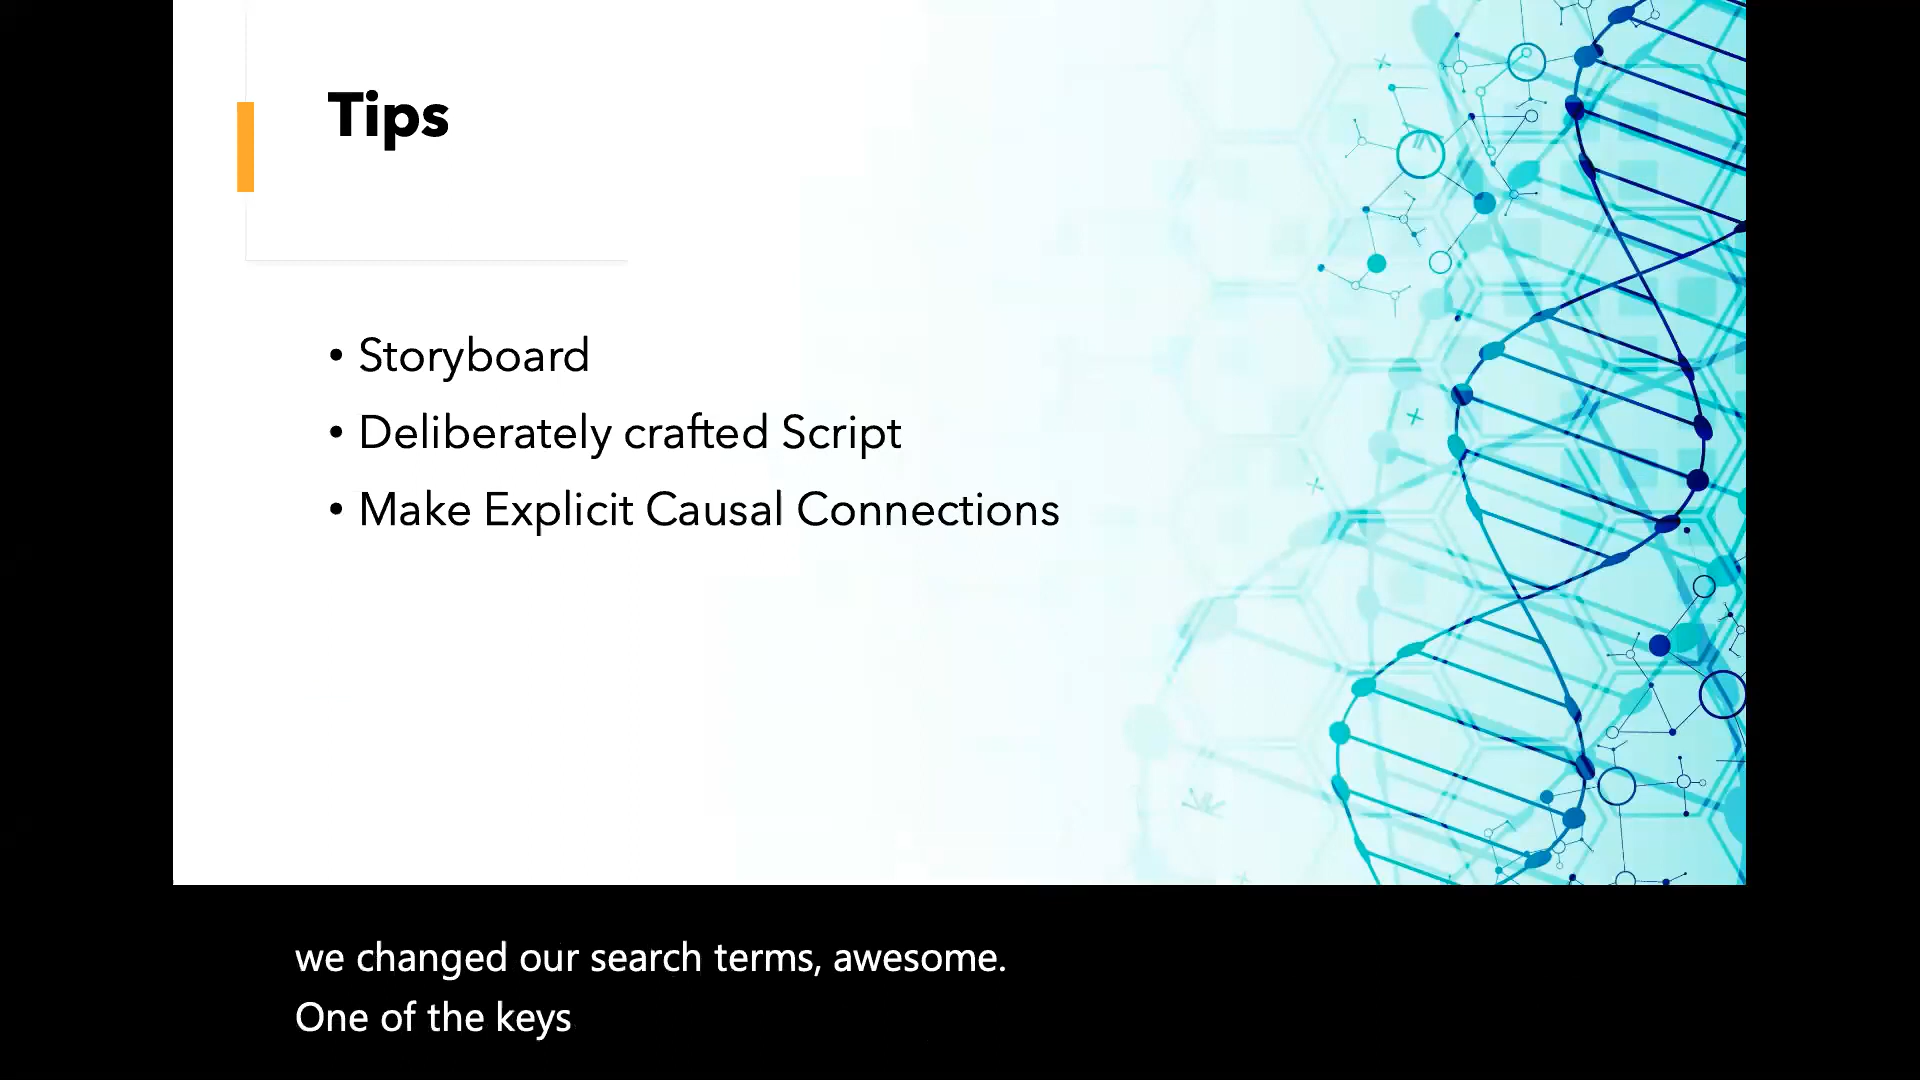 Tips
• Storyboard
• Deliberately crafted Script
• Make Explicit Causal Connections
we changed our search terms, awesome.
One of the keys